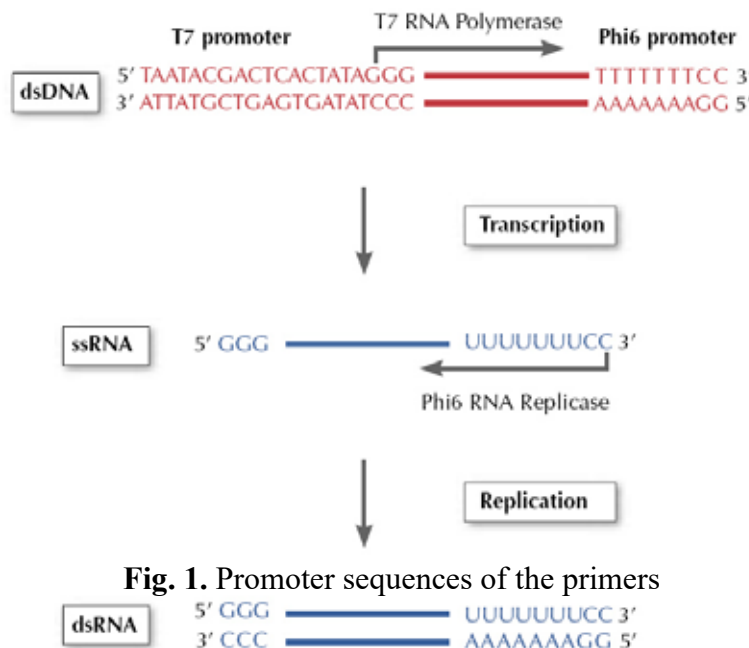 T7 RNA Polymerase
T7 promoter Phi6 promoter
5′ TAATACGACTCACTATAGGG TTTTTTTCC 3′
dsDNA
3′ ATTATGCTGAGTGATATCCC AAAAAAAGG 5′
Transcription
ssRNA 5′ GGG UUUUUUUCC 3′
Phi6 RNA Replicase
Replication
Fig. 1. Promoter sequences of the primers
5′ GGG UUUUUUUCC 3′
dsRNA
3′ CCC AAAAAAAGG 5′